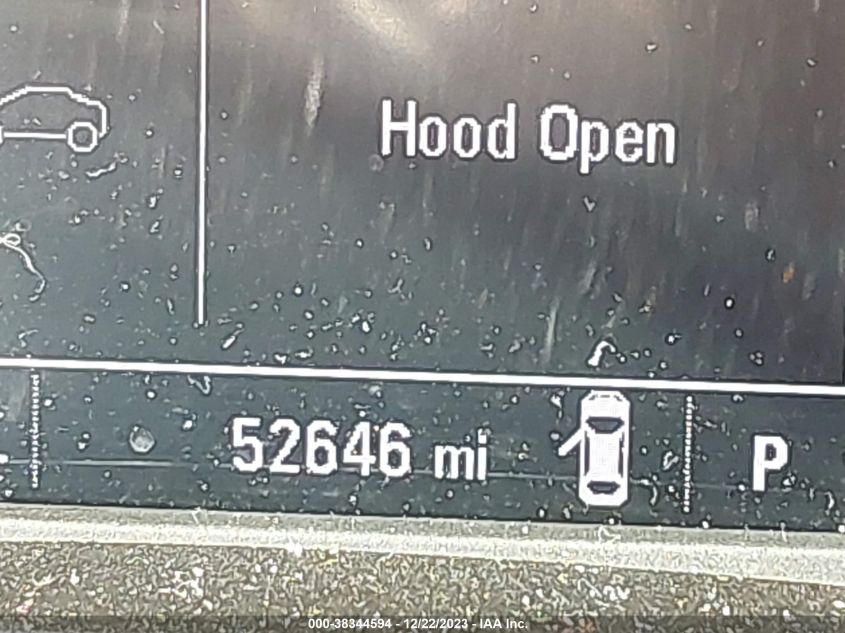 Hood Open
52646 mi P
000-38344594 - 12/22/2023 - IAA Inc.